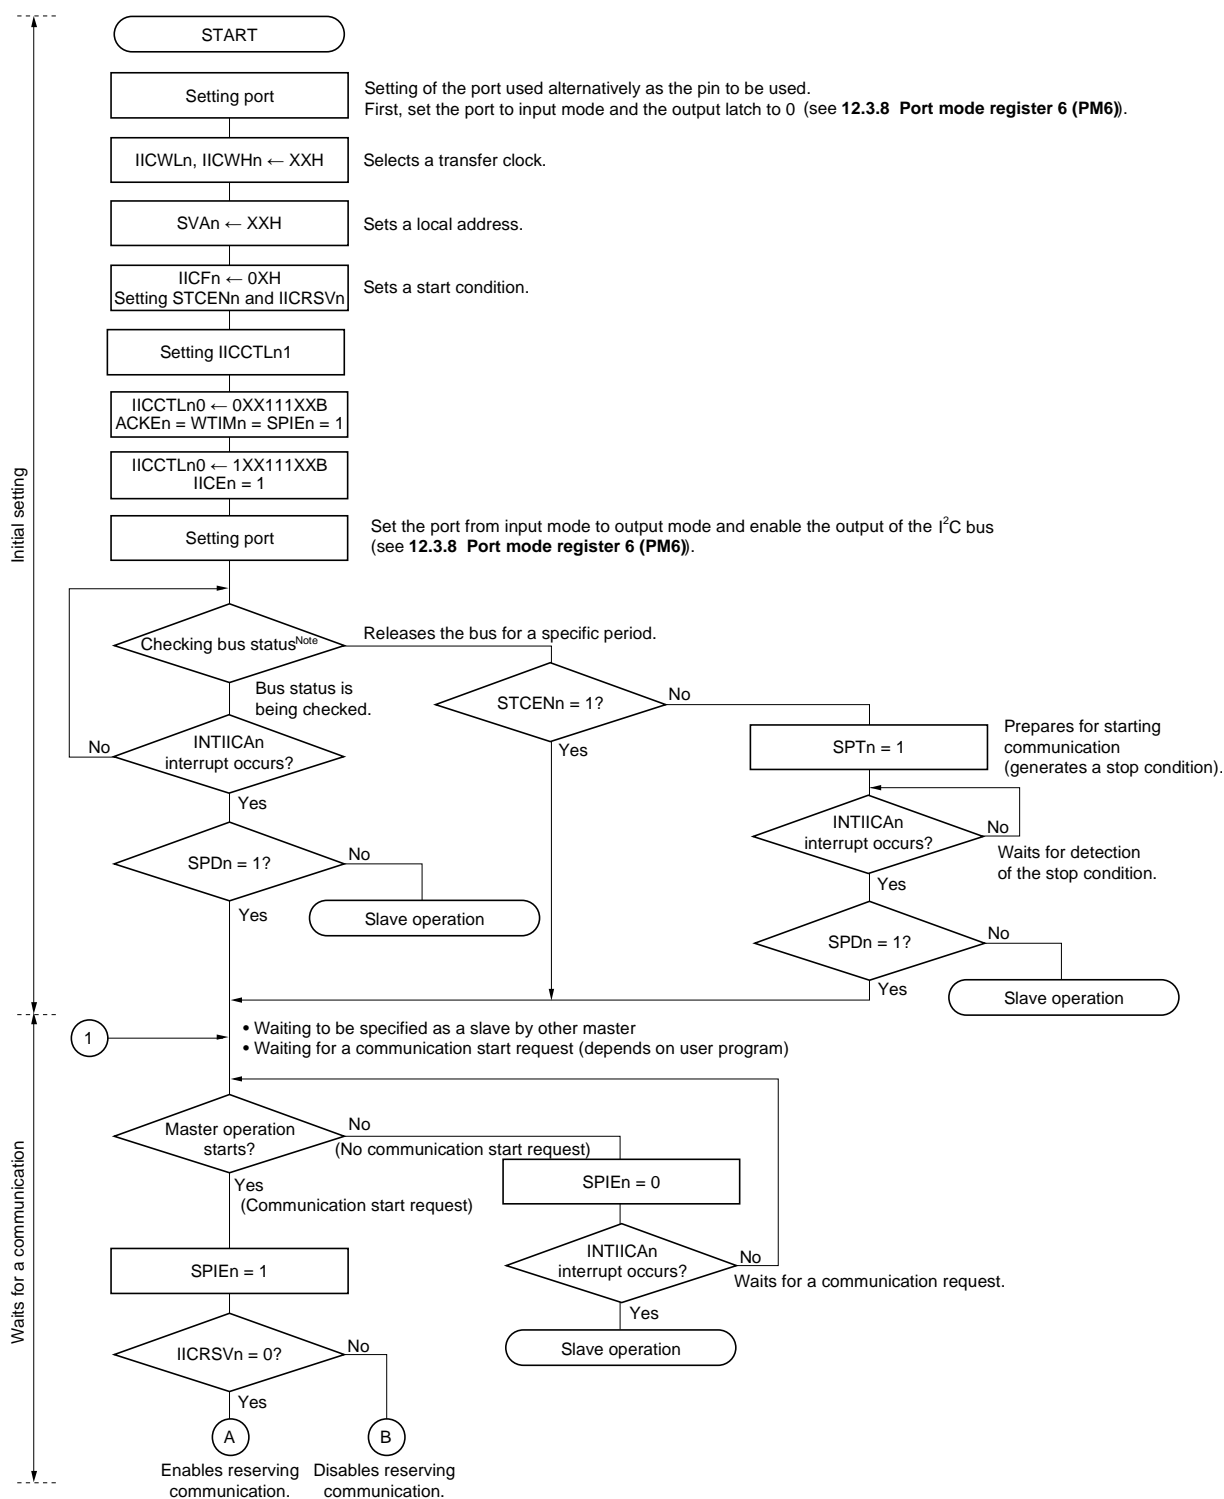 START
Setting port
Setting of the port used alternatively as the pin to be used.
First, set the port to input mode and the output latch to 0 (see 12.3.8 Port mode register 6 (PM6)).
IICWLn, IICWHn ← XXH
Selects a transfer clock.
SVAn ← XXH
Sets a local address.
IICFn ← 0XH
Setting STCENn and IICRSVn
Sets a start condition.
Setting IICCTLn1
IICCTLn0 ← 0XX111XXB
ACKEn = WTIMn = SPIEn = 1
IICCTLn0 ← 1XX111XXB
IICEn = 1
Initial setting
Setting port
Set the port from input mode to output mode and enable the output of the I²C bus
(see 12.3.8 Port mode register 6 (PM6)).
Checking bus statusNote
Releases the bus for a specific period.
Bus status is
being checked.
STCENn = 1?
No
Yes
SPTn = 1
Prepares for starting
communication
(generates a stop condition).
INTIICAn
interrupt occurs?
No
Yes
INTIICAn
interrupt occurs?
No
Waits for detection
of the stop condition.
Yes
SPDn = 1?
No
Yes
Slave operation
SPDn = 1?
No
Yes
Slave operation
1
• Waiting to be specified as a slave by other master
• Waiting for a communication start request (depends on user program)
Waits for a communication
Master operation
starts?
No
(No communication start request)
Yes
(Communication start request)
SPIEn = 0
INTIICAn
interrupt occurs?
No
Waits for a communication request.
Yes
Slave operation
SPIEn = 1
IICRSVn = 0?
No
Yes
A
B
Enables reserving
communication.
Disables reserving
communication.